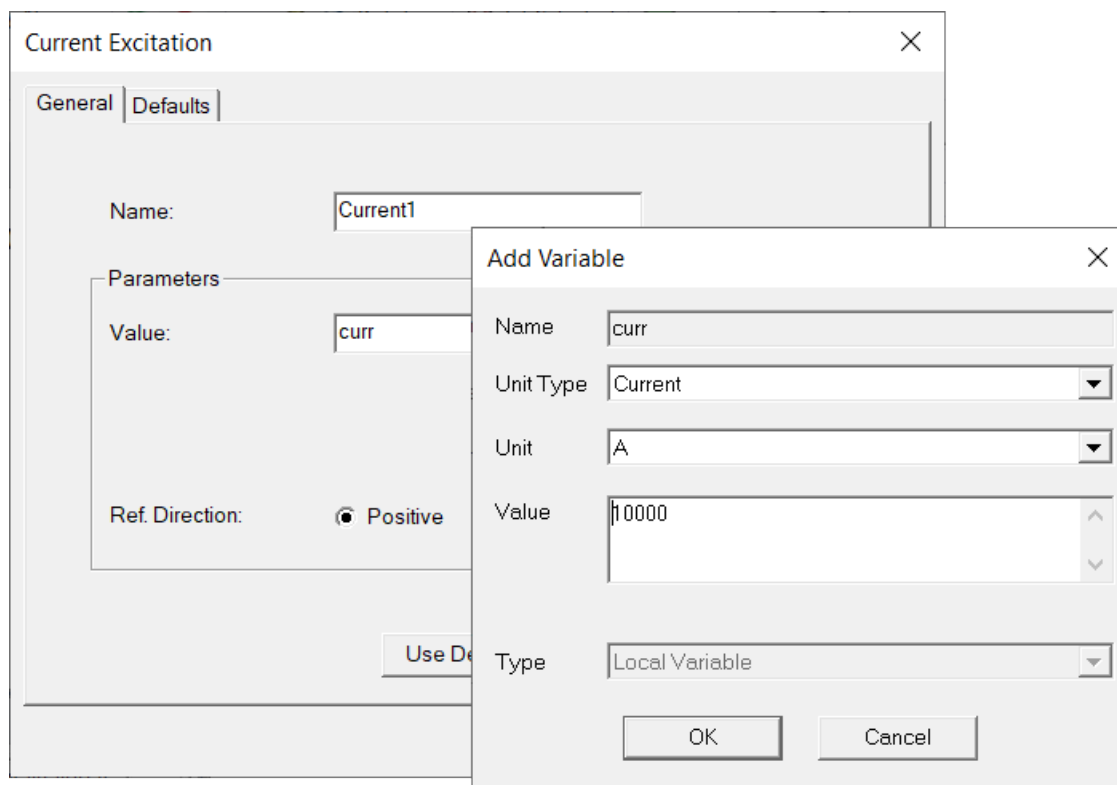 Current Excitation
General Defaults
Name: Current1
Parameters
Value: curr
Ref. Direction: Positive
Add Variable
Name curr
Unit Type Current
Unit A
Value 10000
Type Local Variable
OK Cancel